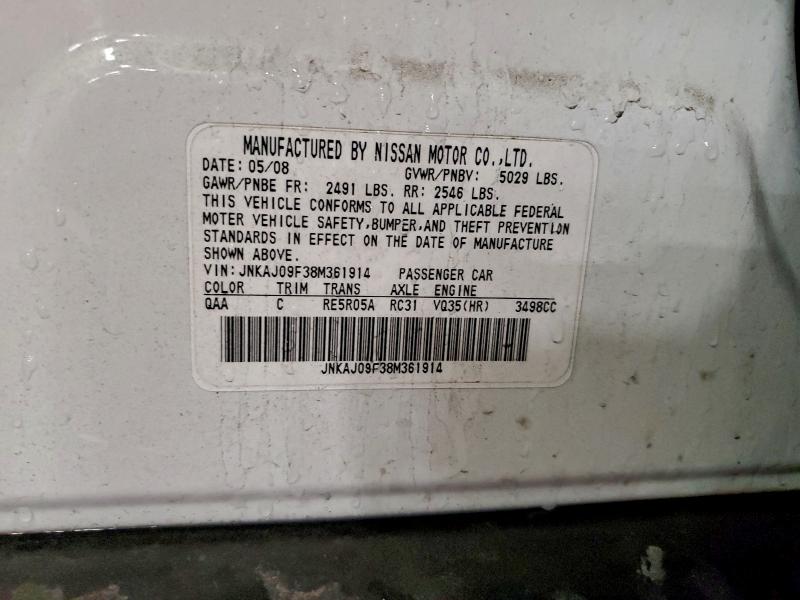 MANUFACTURED BY NISSAN MOTOR CO.,LTD.
DATE: 05/08 GVWR/PNBV: 5029 LBS.
GAWR/PNBE FR: 2491 LBS. RR: 2546 LBS.
THIS VEHICLE CONFORMS TO ALL APPLICABLE FEDERAL
MOTER VEHICLE SAFETY,BUMPER,AND THEFT PREVENTION
STANDARDS IN EFFECT ON THE DATE OF MANUFACTURE
SHOWN ABOVE.
VIN:JNKAJ09F38M361914 PASSENGER CAR
COLOR TRIM TRANS AXLE ENGINE
QAA C RE5R05A RC31 VQ35(HR) 3498CC
JNKAJ09F38M361914